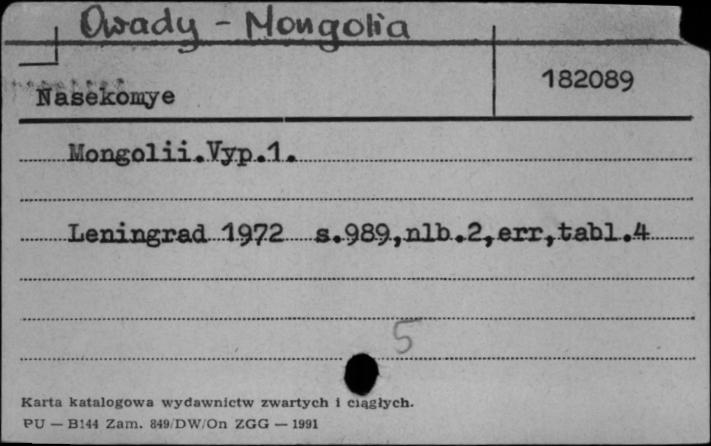 Owady - Mongolia
182089
Nasekomye
Mongolii.Vyp.1.
Leningrad 1972 s.989,nlb.2,err,tabl.4
5
Karta katalogowa wydawnictw zwartych i ciągłych.
PU — B144 Zam. 849/DW/On ZGG — 1991